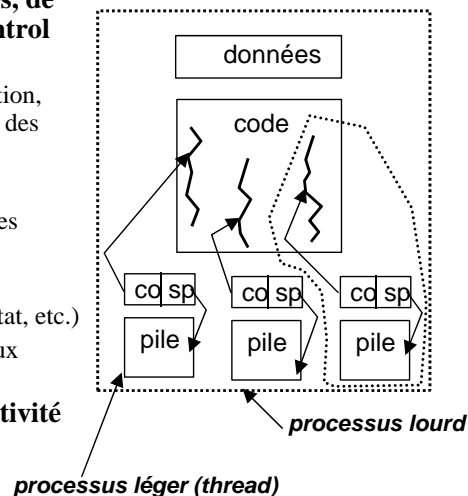 s, de
ntrol
tion,
des
es
tat, etc.)
ux
tivité
données
code
co sp
co sp
co sp
pile
pile
pile
processus lourd
processus léger (thread)